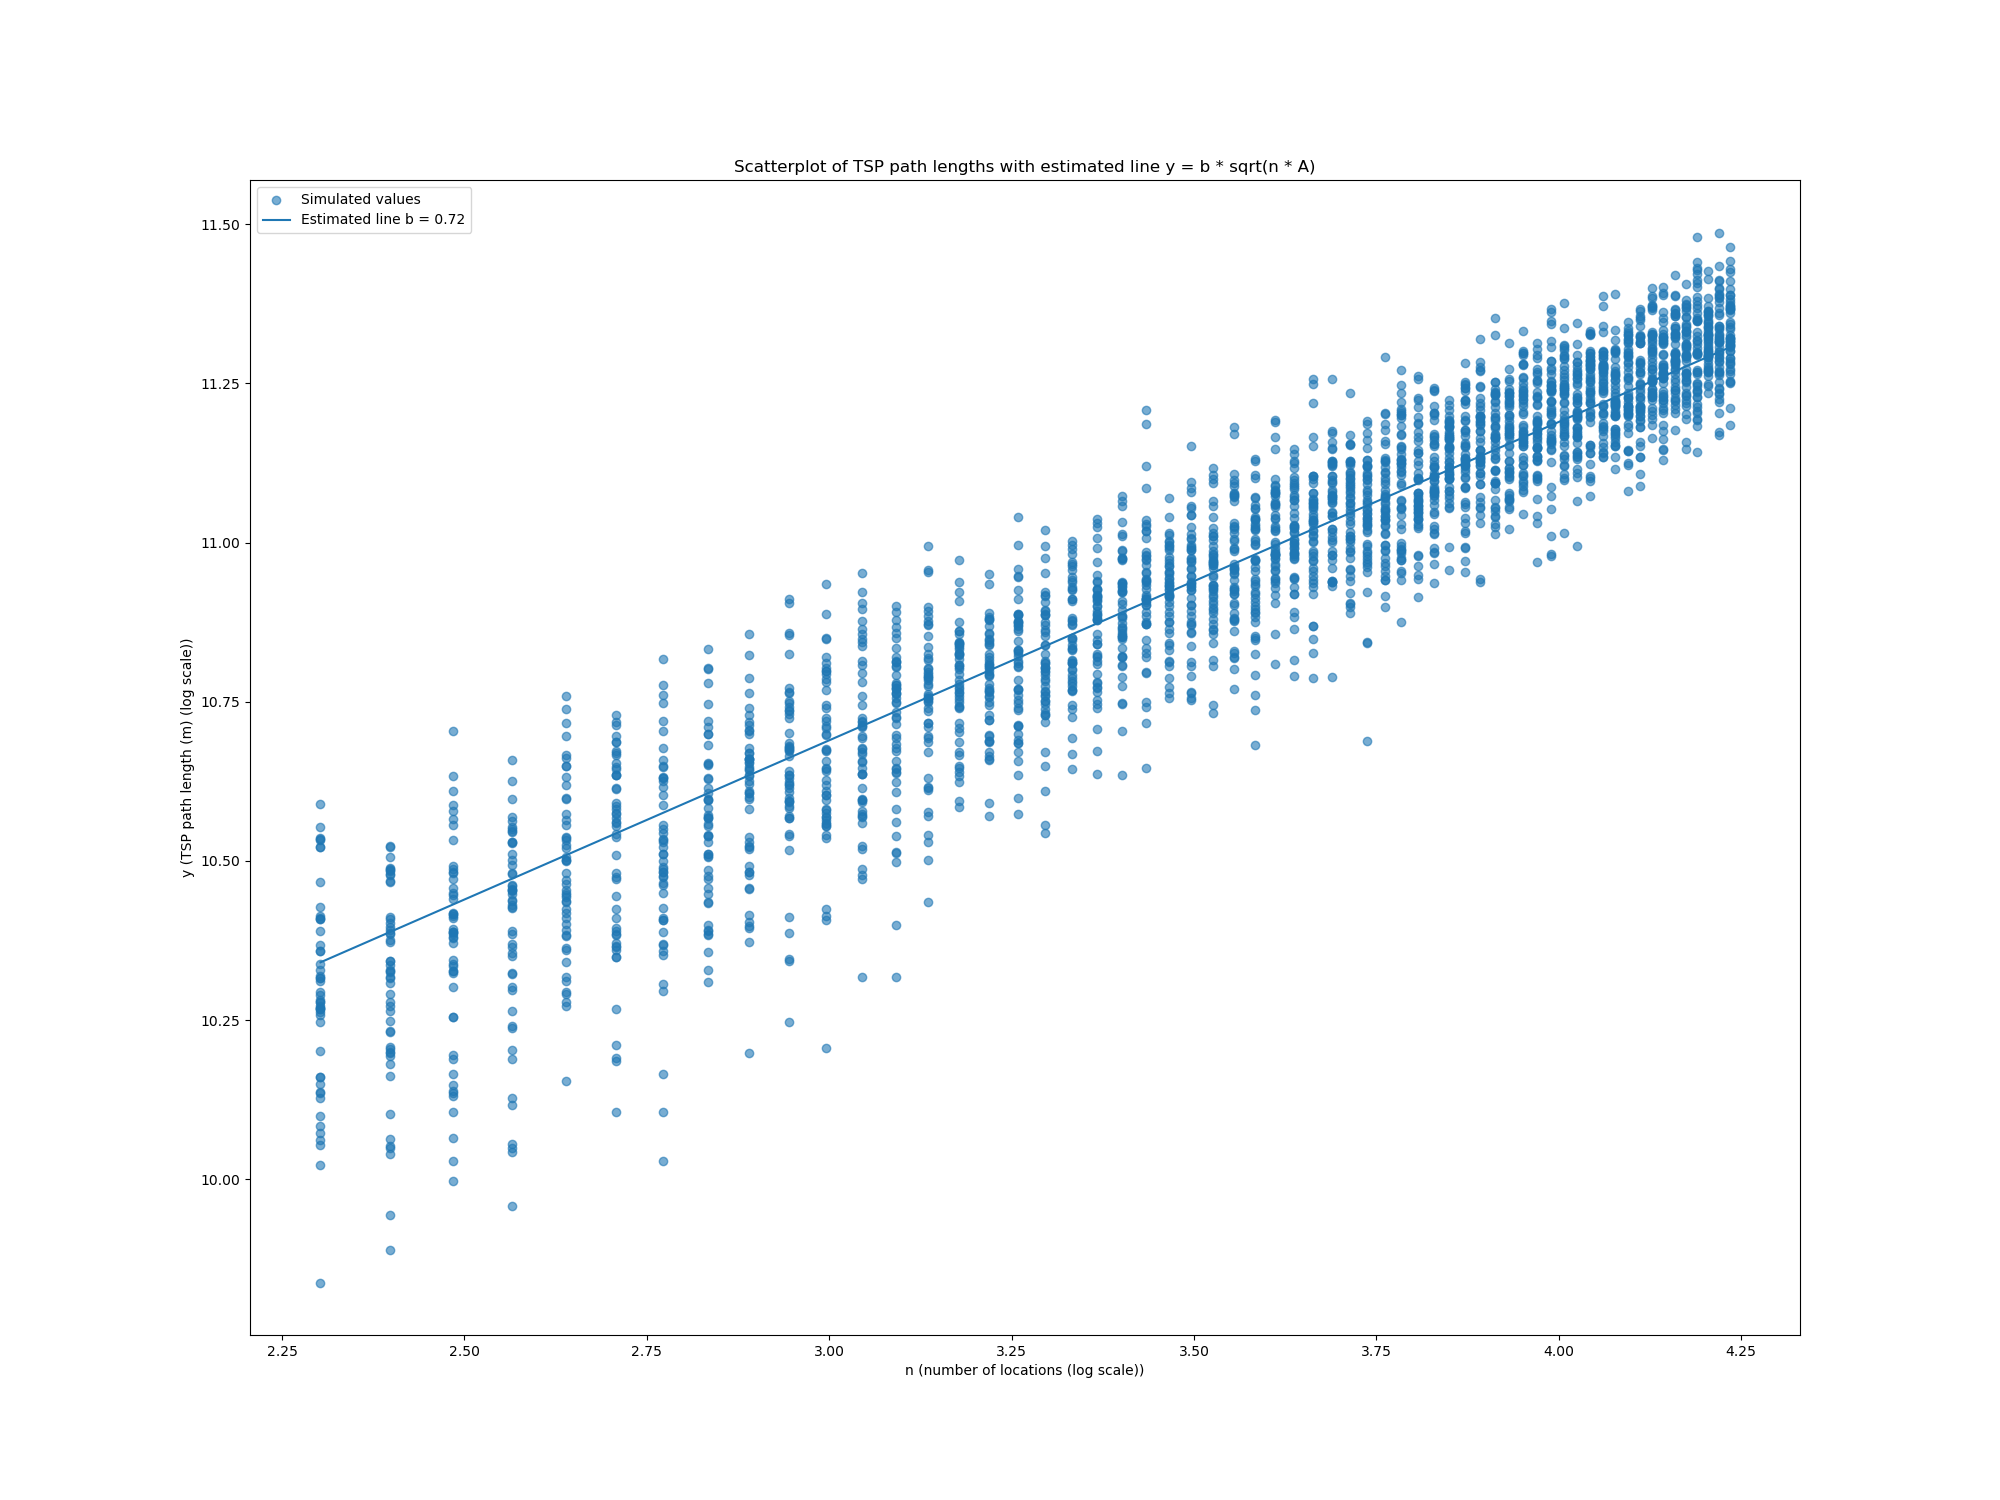 Scatterplot of TSP path lengths with estimated line y = b * sqrt(n * A)
Simulated values
Estimated line b = 0.72
11.50
11.25
11.00
10.75
10.50
10.25
10.00
y (TSP path length (m) (log scale))
2.25 2.50 2.75 3.00 3.25 3.50 3.75 4.00 4.25
n (number of locations (log scale))